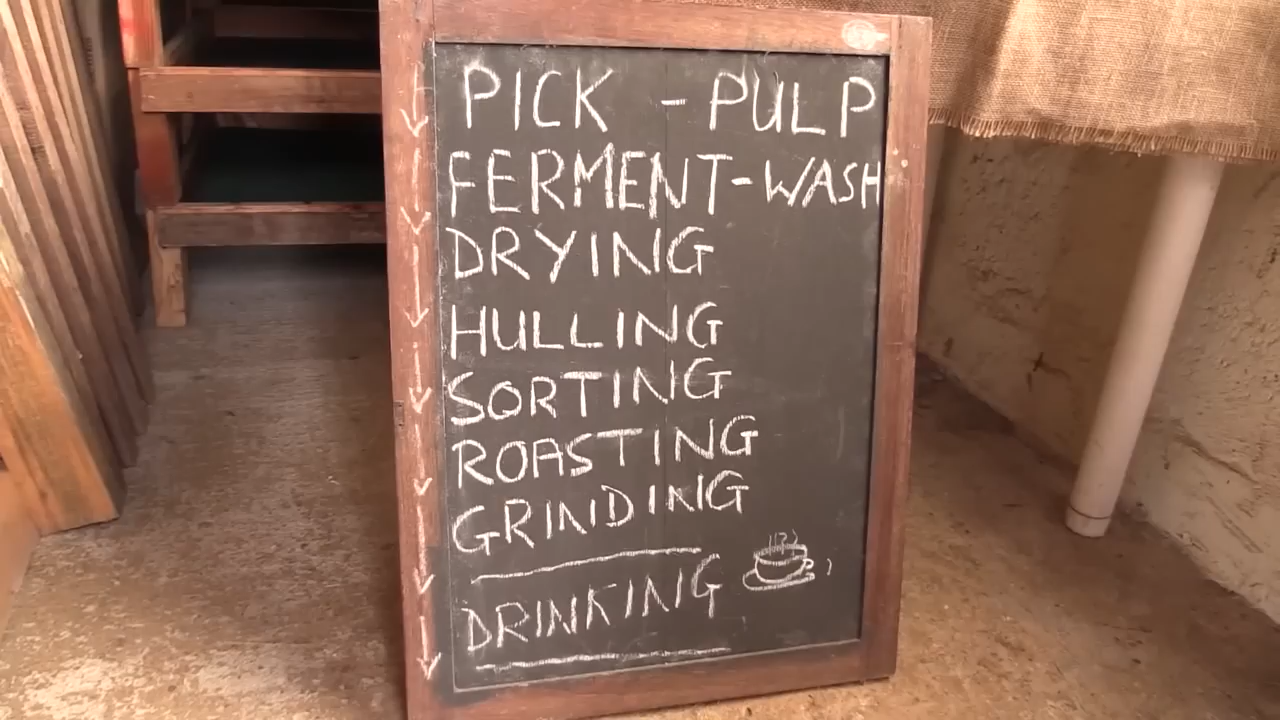 PICK - PULP
FERMENT-WASH
DRYING
HULLING
SORTING
ROASTING
GRINDING
DRINKING